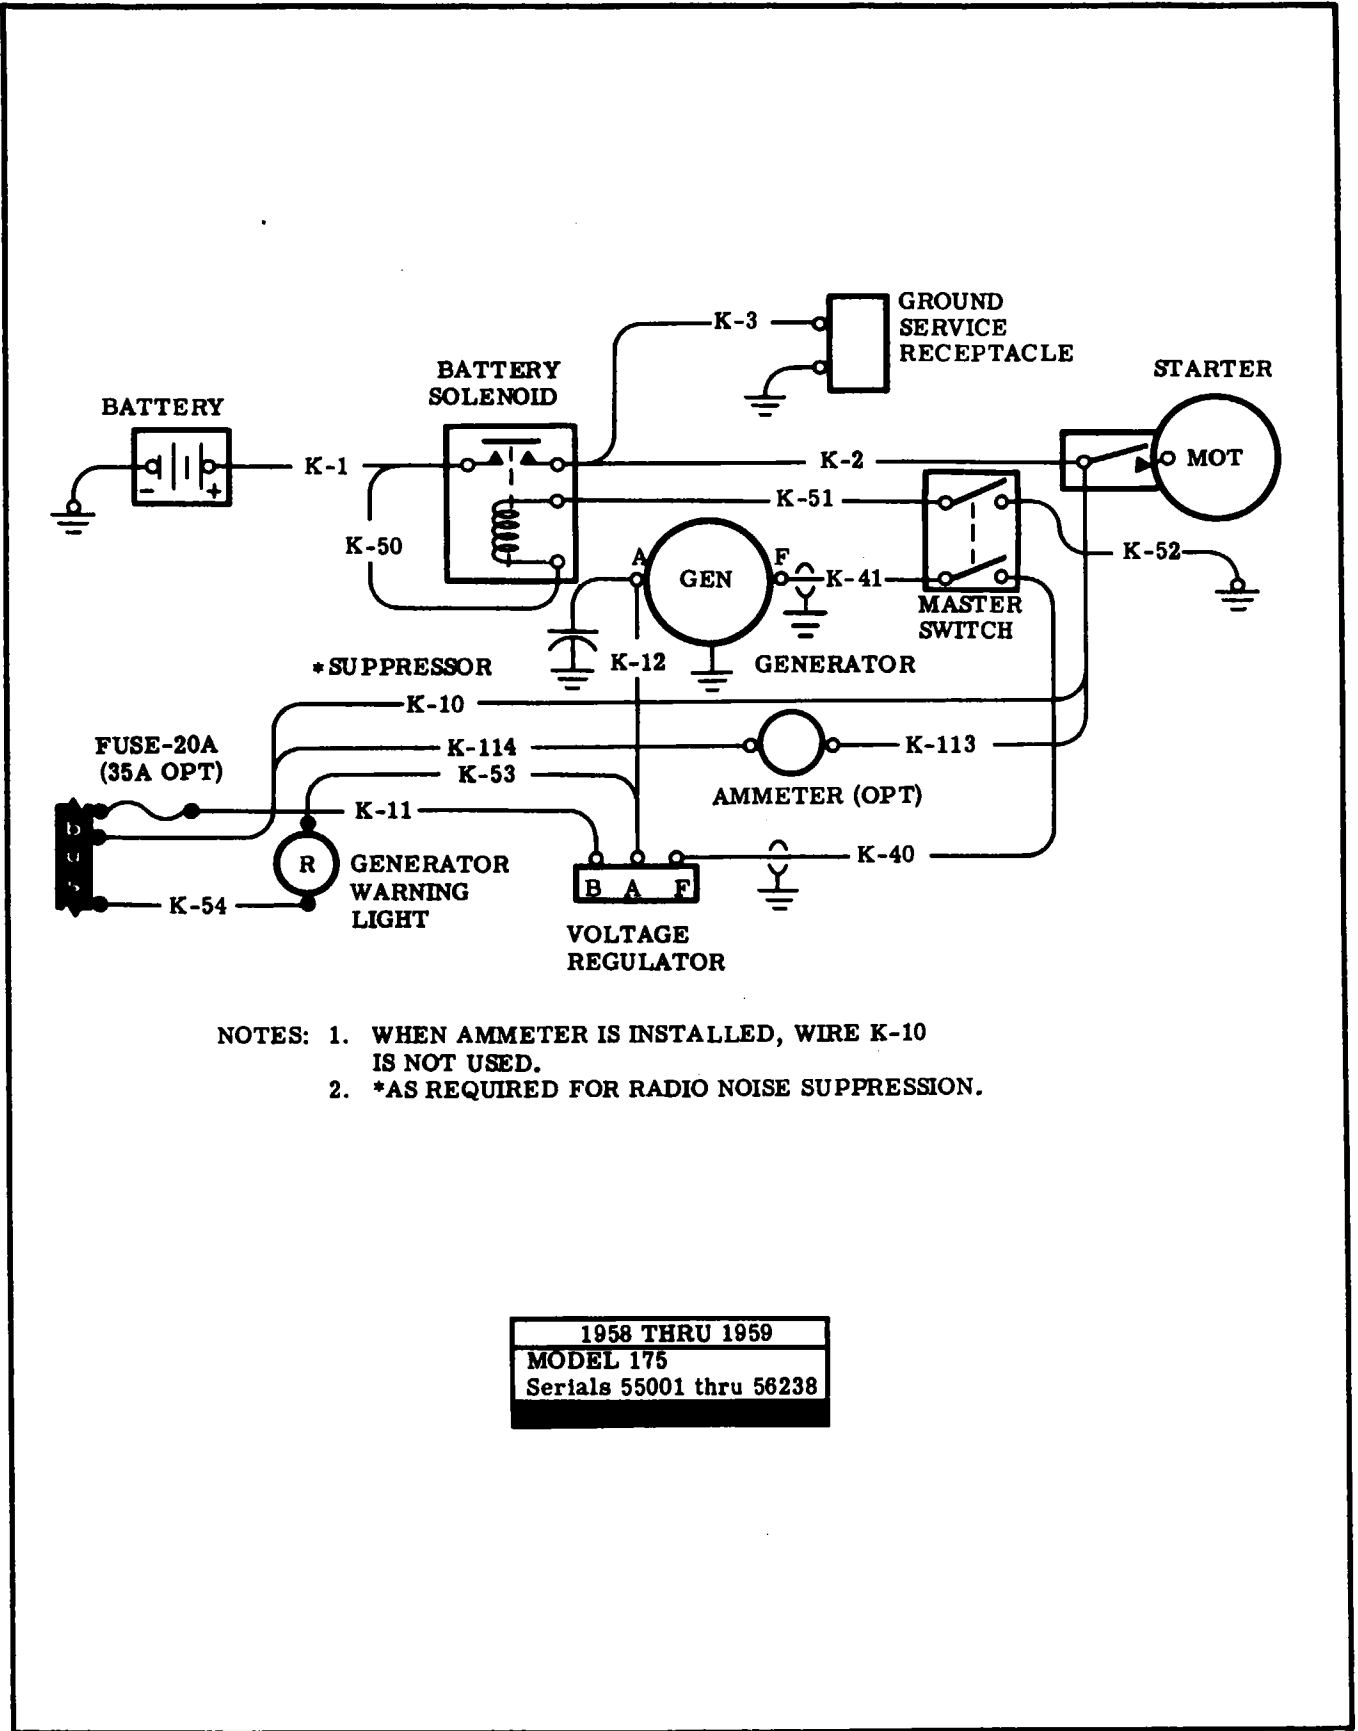 GROUND
SERVICE
RECEPTACLE
K-3
BATTERY
SOLENOID
STARTER
BATTERY
K-1
K-2
MOT
- +
K-51
K-50
K-52
A
GEN
F
K-41
MASTER
SWITCH
*SUPPRESSOR
K-12
GENERATOR
K-10
FUSE-20A
(35A OPT)
K-114
K-113
K-53
AMMETER (OPT)
K-11
b
u
s
R
GENERATOR
WARNING
LIGHT
K-40
B A F
K-54
VOLTAGE
REGULATOR
NOTES: 1. WHEN AMMETER IS INSTALLED, WIRE K-10
IS NOT USED.
2. *AS REQUIRED FOR RADIO NOISE SUPPRESSION.
1958 THRU 1959
MODEL 175
Serials 55001 thru 56238